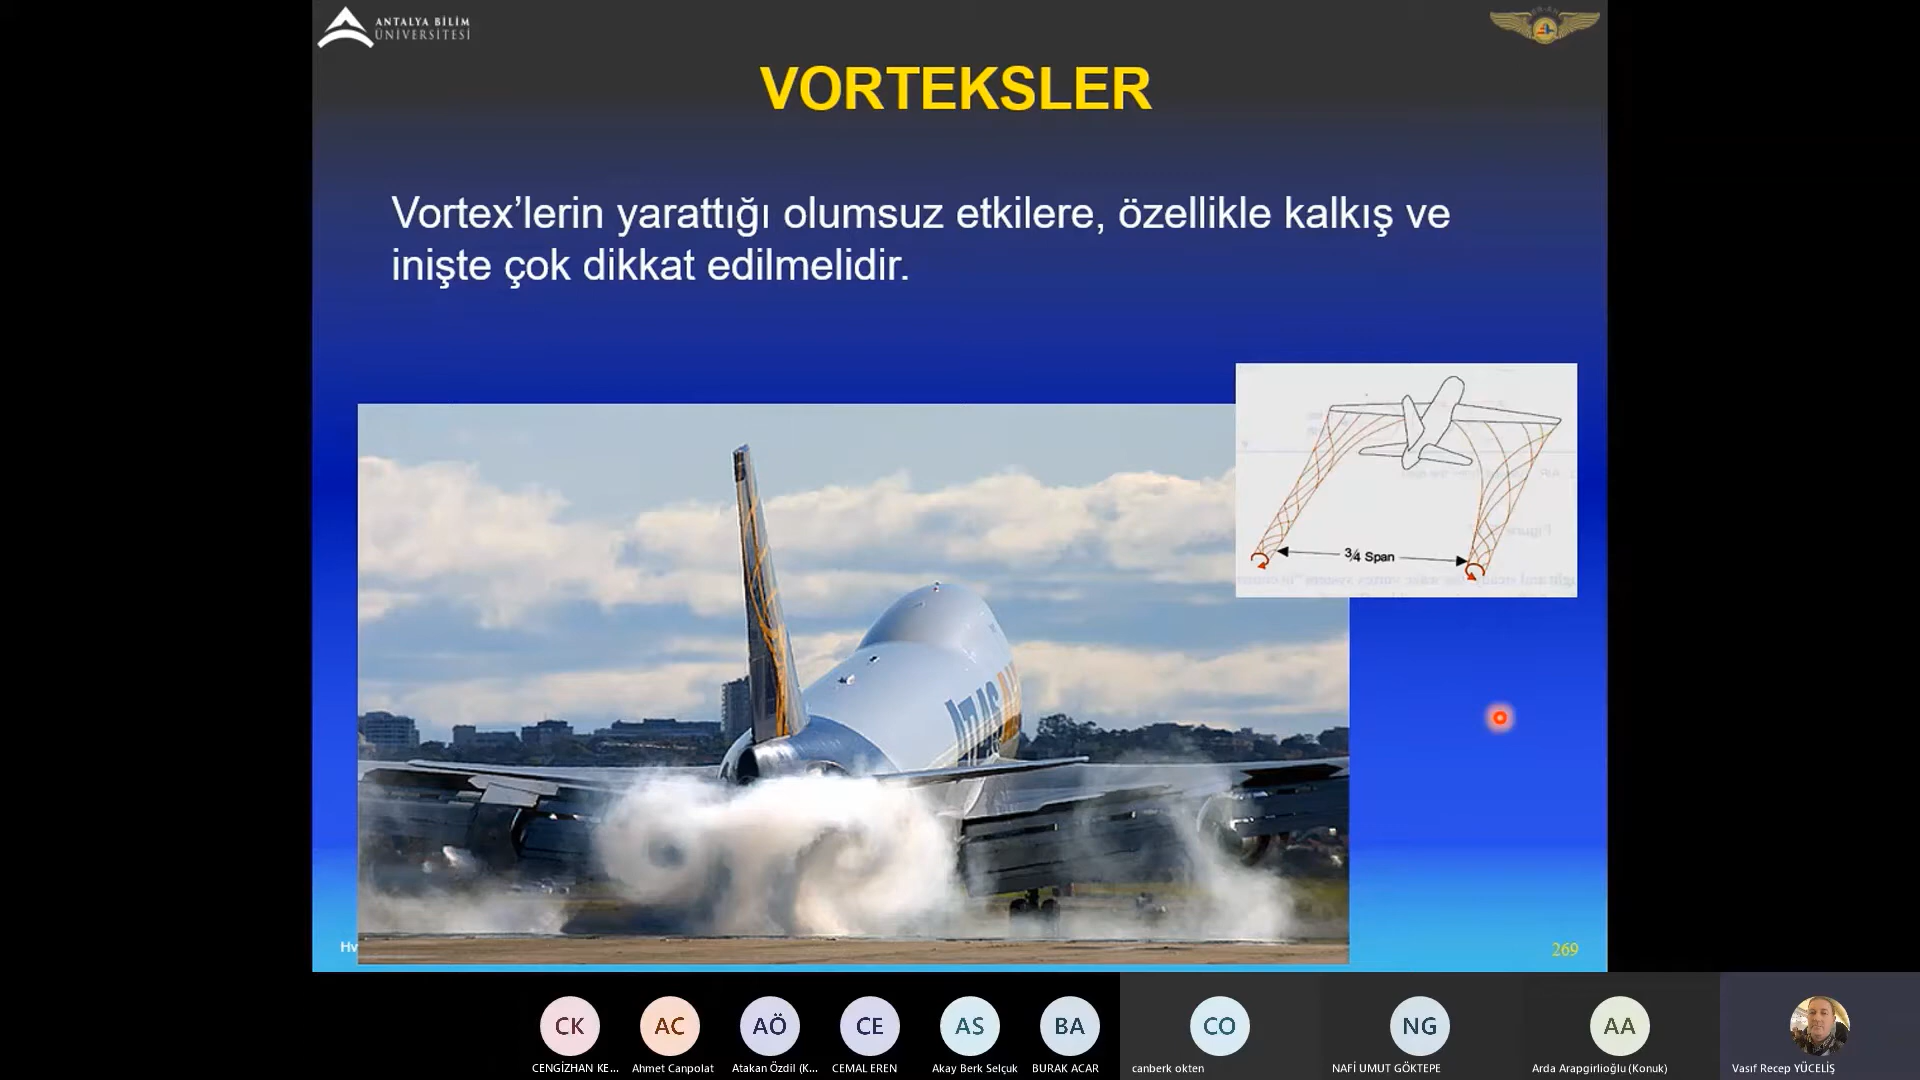 ANTALYA BİLİM
ÜNİVERSİTESİ
VORTEKSLER
Vortex’lerin yarattığı olumsuz etkilere, özellikle kalkış ve
inişte çok dikkat edilmelidir.
3/4 Span
ATLAS
Hv
269
CK
AC
AÖ
CE
AS
BA
CO
NG
AA
CENGİZHAN KE...
Ahmet Canpolat
Atakan Özdil (K...
CEMAL EREN
Akay Berk Selçuk
BURAK ACAR
canberk okten
NAFİ UMUT GÖKTEPE
Arda Arapgirlioğlu (Konuk)
Vasıf Recep YÜCELİŞ